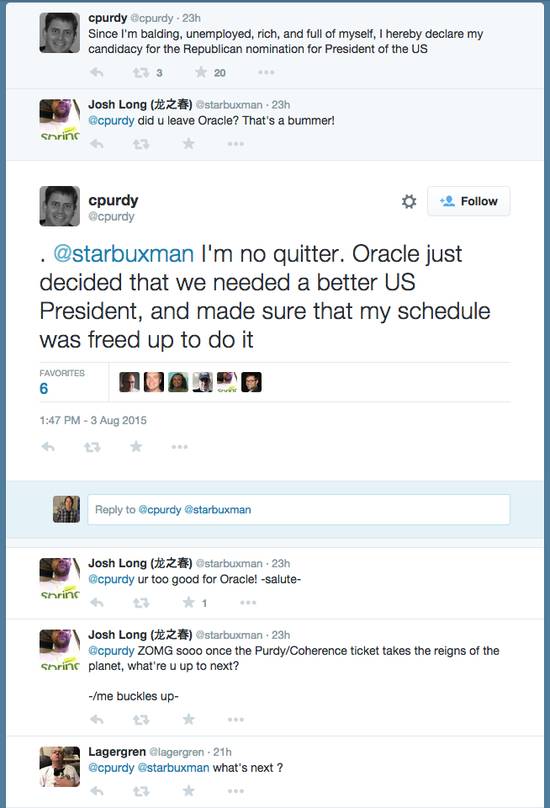 cpurdy @cpurdy · 23h
Since I'm balding, unemployed, rich, and full of myself, I hereby declare my
candidacy for the Republican nomination for President of the US
3 20
Josh Long (龙之春) @starbuxman · 23h
@cpurdy did u leave Oracle? That's a bummer!
spring
cpurdy
@cpurdy
Follow
. @starbuxman I'm no quitter. Oracle just
decided that we needed a better US
President, and made sure that my schedule
was freed up to do it
FAVORITES
6
1:47 PM - 3 Aug 2015
Reply to @cpurdy @starbuxman
Josh Long (龙之春) @starbuxman · 23h
@cpurdy ur too good for Oracle! -salute-
spring
1
Josh Long (龙之春) @starbuxman · 23h
@cpurdy ZOMG sooo once the Purdy/Coherence ticket takes the reigns of the
planet, what're u up to next?
spring
-/me buckles up-
Lagergren @lagergren · 21h
@cpurdy @starbuxman what's next ?